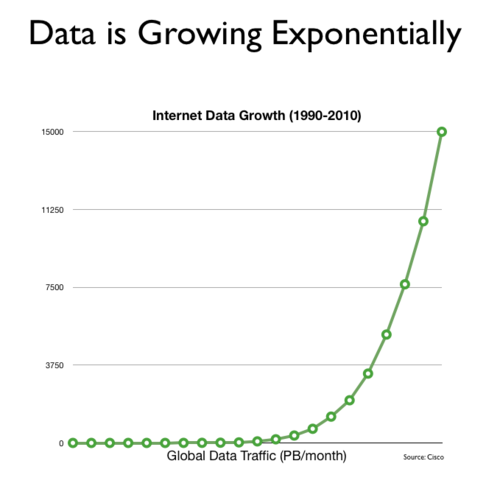 Data is Growing Exponentially
Internet Data Growth (1990-2010)
15000
11250
7500
3750
0
Global Data Traffic (PB/month)
Source: Cisco